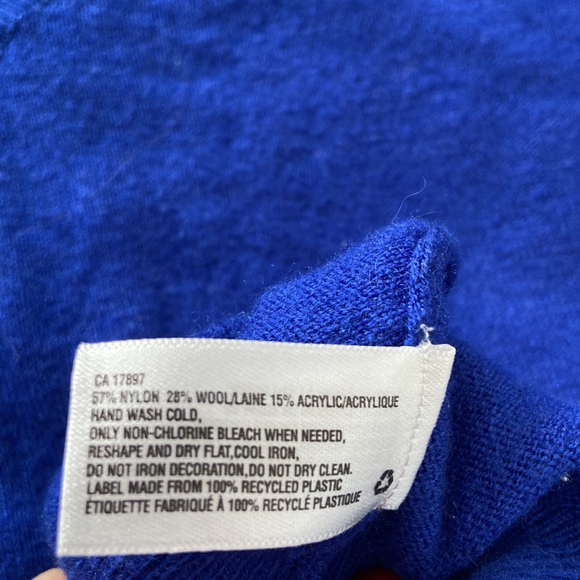 CA 17897
57% NYLON 28% WOOL/LAINE 15% ACRYLIC/ACRYLIQUE
HAND WASH COLD,
ONLY NON-CHLORINE BLEACH WHEN NEEDED,
RESHAPE AND DRY FLAT,COOL IRON,
DO NOT IRON DECORATION,DO NOT DRY CLEAN.
LABEL MADE FROM 100% RECYCLED PLASTIC
ÉTIQUETTE FABRIQUÉ À 100% RECYCLÉ PLASTIQUE